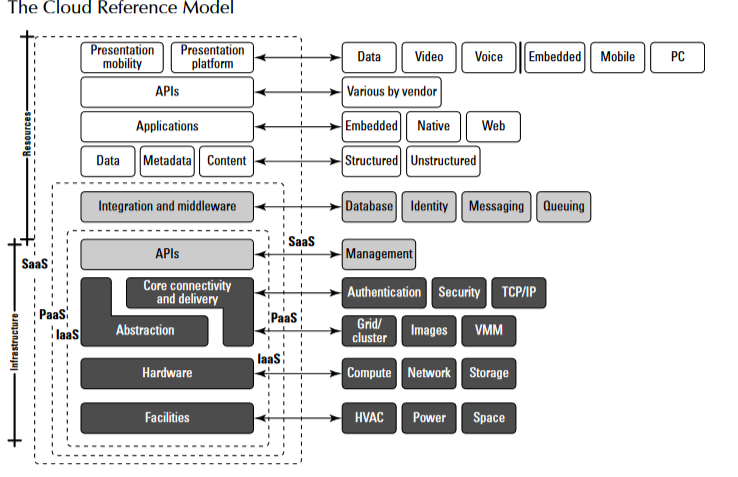 The Cloud Reference Model
Presentation mobility
Presentation platform
Data
Video
Voice
Embedded
Mobile
PC
APIs
Various by vendor
Applications
Embedded
Native
Web
Data
Metadata
Content
Structured
Unstructured
Resources
Integration and middleware
Database
Identity
Messaging
Queuing
SaaS
APIs
Management
SaaS
Core connectivity
and delivery
Authentication
Security
TCP/IP
PaaS
PaaS
IaaS
Abstraction
Grid/
cluster
Images
VMM
Infrastructure
IaaS
Hardware
Compute
Network
Storage
Facilities
HVAC
Power
Space